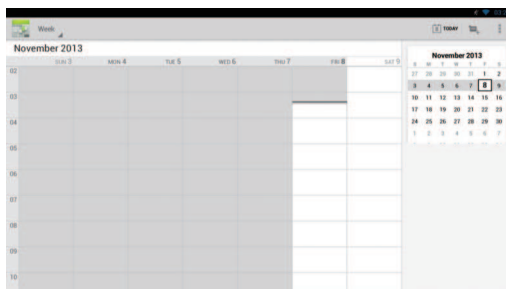 Week
TODAY
November 2013
SUN 3 MON 4 TUE 5 WED 6 THU 7 FRI 8 SAT 9
02
03
04
05
06
07
08
09
10
November 2013
S M T W T F S
27 28 29 30 31 1 2
3 4 5 6 7 8 9
10 11 12 13 14 15 16
17 18 19 20 21 22 23
24 25 26 27 28 29 30
1 2 3 4 5 6 7